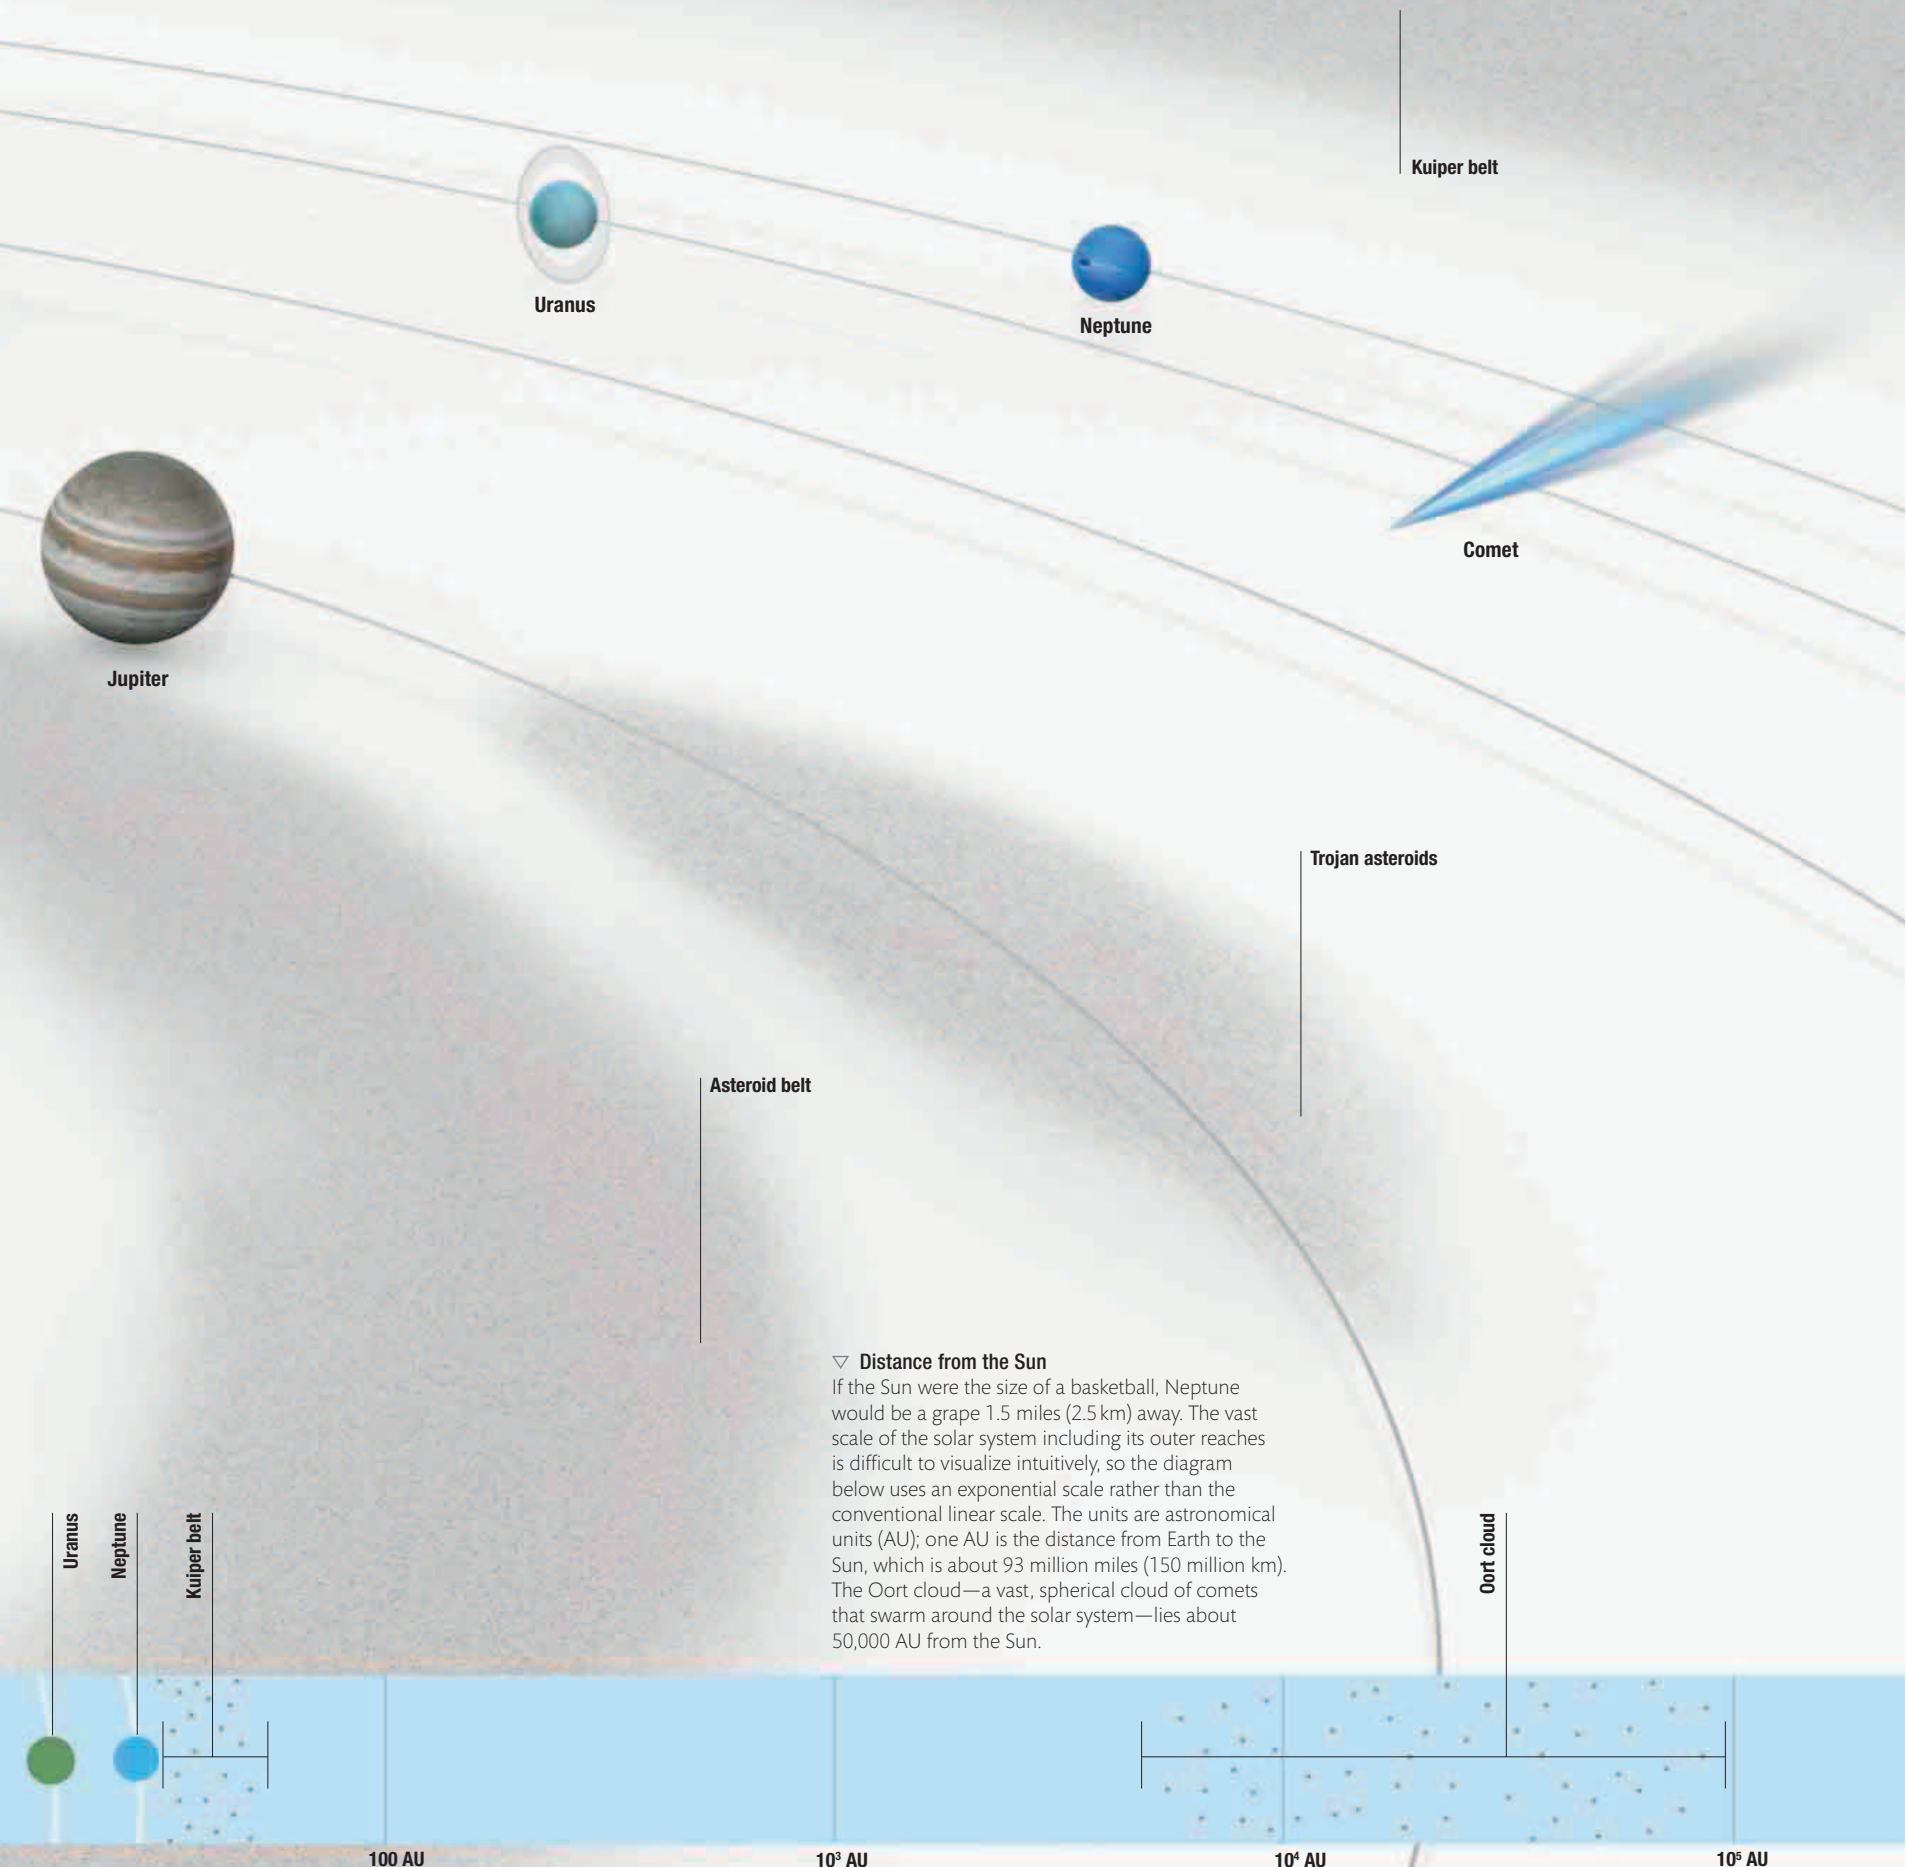 Kuiper belt
Uranus
Neptune
Comet
Jupiter
Trojan asteroids
Asteroid belt
▽ Distance from the Sun
If the Sun were the size of a basketball, Neptune
would be a grape 1.5 miles (2.5 km) away. The vast
scale of the solar system including its outer reaches
is difficult to visualize intuitively, so the diagram
below uses an exponential scale rather than the
conventional linear scale. The units are astronomical
units (AU); one AU is the distance from Earth to the
Sun, which is about 93 million miles (150 million km).
The Oort cloud—a vast, spherical cloud of comets
that swarm around the solar system—lies about
50,000 AU from the Sun.
Uranus
Neptune
Kuiper belt
Oort cloud
100 AU
10³ AU
10⁴ AU
10⁵ AU